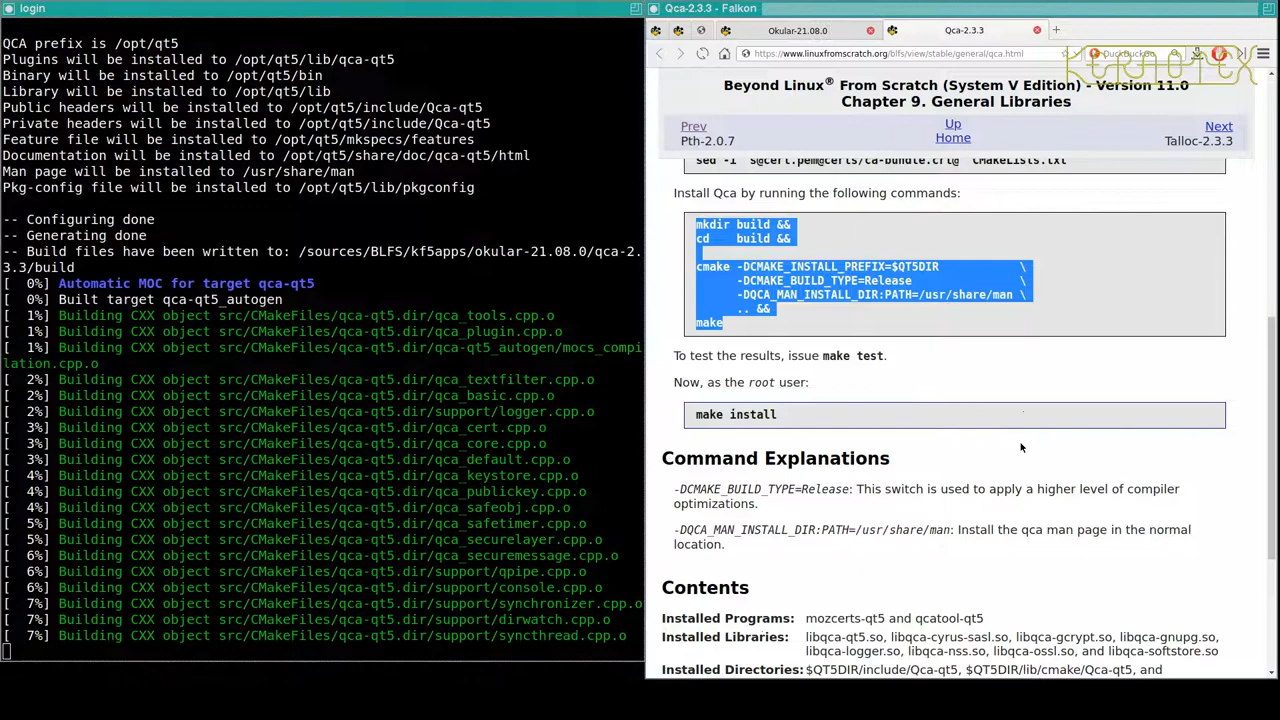 login
QCA prefix is /opt/qt5
Plugins will be installed to /opt/qt5/lib/qca-qt5
Binary will be installed to /opt/qt5/bin
Library will be installed to /opt/qt5/lib
Public headers will be installed to /opt/qt5/include/Qca-qt5
Private headers will be installed to /opt/qt5/include/Qca-qt5
Feature file will be installed to /opt/qt5/mkspecs/features
Documentation will be installed to /opt/qt5/share/doc/qca-qt5/html
Man page will be installed to /usr/share/man
Pkg-config file will be installed to /opt/qt5/lib/pkgconfig
-- Configuring done
-- Generating done
-- Build files have been written to: /sources/BLFS/kf5apps/okular-21.08.0/qca-2.
3.3/build
[  0%] Automatic MOC for target qca-qt5
[  0%] Built target qca-qt5_autogen
[  1%] Building CXX object src/CMakeFiles/qca-qt5.dir/qca_tools.cpp.o
[  1%] Building CXX object src/CMakeFiles/qca-qt5.dir/qca_plugin.cpp.o
[  1%] Building CXX object src/CMakeFiles/qca-qt5.dir/qca-qt5_autogen/mocs_compi
lation.cpp.o
[  2%] Building CXX object src/CMakeFiles/qca-qt5.dir/qca_textfilter.cpp.o
[  2%] Building CXX object src/CMakeFiles/qca-qt5.dir/qca_basic.cpp.o
[  2%] Building CXX object src/CMakeFiles/qca-qt5.dir/support/logger.cpp.o
[  3%] Building CXX object src/CMakeFiles/qca-qt5.dir/qca_cert.cpp.o
[  3%] Building CXX object src/CMakeFiles/qca-qt5.dir/qca_core.cpp.o
[  3%] Building CXX object src/CMakeFiles/qca-qt5.dir/qca_default.cpp.o
[  4%] Building CXX object src/CMakeFiles/qca-qt5.dir/qca_keystore.cpp.o
[  4%] Building CXX object src/CMakeFiles/qca-qt5.dir/qca_publickey.cpp.o
[  4%] Building CXX object src/CMakeFiles/qca-qt5.dir/qca_safeobj.cpp.o
[  5%] Building CXX object src/CMakeFiles/qca-qt5.dir/qca_safetimer.cpp.o
[  5%] Building CXX object src/CMakeFiles/qca-qt5.dir/qca_securelayer.cpp.o
[  6%] Building CXX object src/CMakeFiles/qca-qt5.dir/qca_securemessage.cpp.o
[  6%] Building CXX object src/CMakeFiles/qca-qt5.dir/support/qpipe.cpp.o
[  6%] Building CXX object src/CMakeFiles/qca-qt5.dir/support/console.cpp.o
[  7%] Building CXX object src/CMakeFiles/qca-qt5.dir/support/synchronizer.cpp.o
[  7%] Building CXX object src/CMakeFiles/qca-qt5.dir/support/dirwatch.cpp.o
[  7%] Building CXX object src/CMakeFiles/qca-qt5.dir/support/syncthread.cpp.o
Qca-2.3.3 - Falkon
Okular-21.08.0
Qca-2.3.3
https://www.linuxfromscratch.org/blfs/view/stable/general/qca.html
DuckDuckGo
KERNOTEX
Beyond Linux® From Scratch (System V Edition) - Version 11.0
Chapter 9. General Libraries
Prev
Up
Next
Pth-2.0.7
Home
Talloc-2.3.3
sed -i 's@cert.pem@certs/ca-bundle.crt@' CMakeLists.txt
Install Qca by running the following commands:
mkdir build &&
cd    build &&
cmake -DCMAKE_INSTALL_PREFIX=$QT5DIR            \
-DCMAKE_BUILD_TYPE=Release                \
-DQCA_MAN_INSTALL_DIR:PATH=/usr/share/man \
.. &&
make
To test the results, issue make test.
Now, as the root user:
make install
Command Explanations
-DCMAKE_BUILD_TYPE=Release: This switch is used to apply a higher level of compiler
optimizations.
-DQCA_MAN_INSTALL_DIR:PATH=/usr/share/man: Install the qca man page in the normal
location.
Contents
Installed Programs: mozcerts-qt5 and qcatool-qt5
Installed Libraries: libqca-qt5.so, libqca-cyrus-sasl.so, libqca-gcrypt.so, libqca-gnupg.so,
libqca-logger.so, libqca-nss.so, libqca-ossl.so, and libqca-softstore.so
Installed Directories: $QT5DIR/include/Qca-qt5, $QT5DIR/lib/cmake/Qca-qt5, and